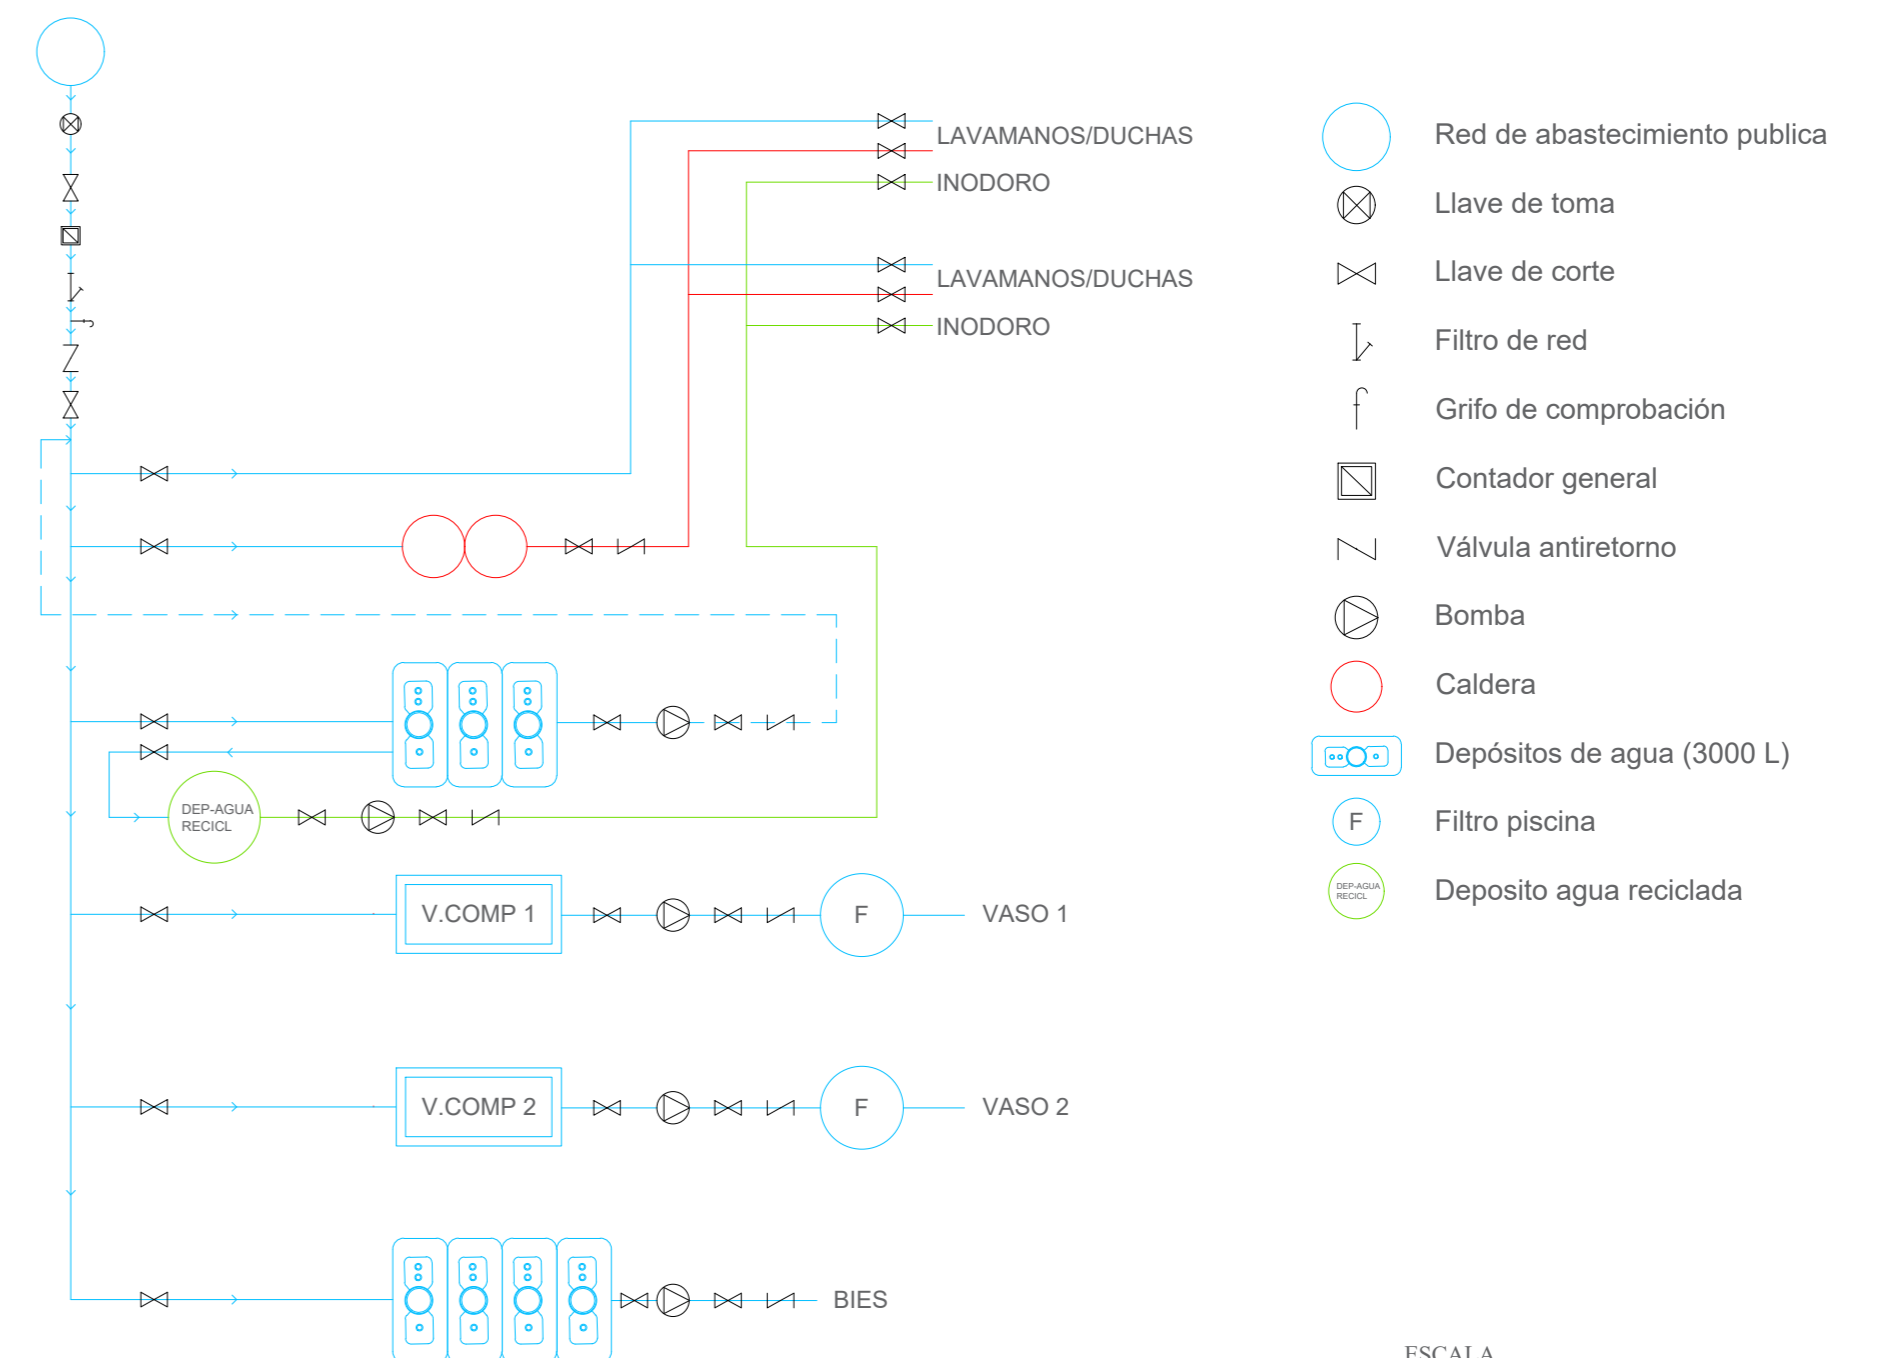 LAVAMANOS/DUCHAS
INODORO
LAVAMANOS/DUCHAS
INODORO
DEP-AGUA
RECICL
V.COMP 1
F
VASO 1
V.COMP 2
F
VASO 2
BIES
Red de abastecimiento publica
Llave de toma
Llave de corte
Filtro de red
Grifo de comprobación
Contador general
Válvula antiretorno
Bomba
Caldera
Depósitos de agua (3000 L)
F
Filtro piscina
DEP-AGUA
RECICL
Deposito agua reciclada
ESCALA